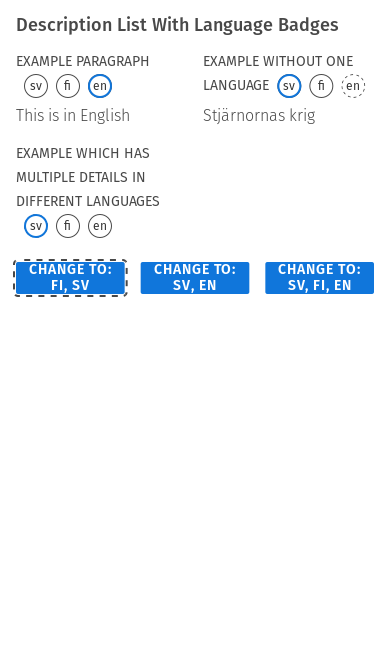 Description List With Language Badges
EXAMPLE PARAGRAPH
sv fi en
This is in English
EXAMPLE WITHOUT ONE
LANGUAGE sv fi en
Stjärnornas krig
EXAMPLE WHICH HAS
MULTIPLE DETAILS IN
DIFFERENT LANGUAGES
sv fi en
CHANGE TO:
FI, SV
CHANGE TO:
SV, EN
CHANGE TO:
SV, FI, EN